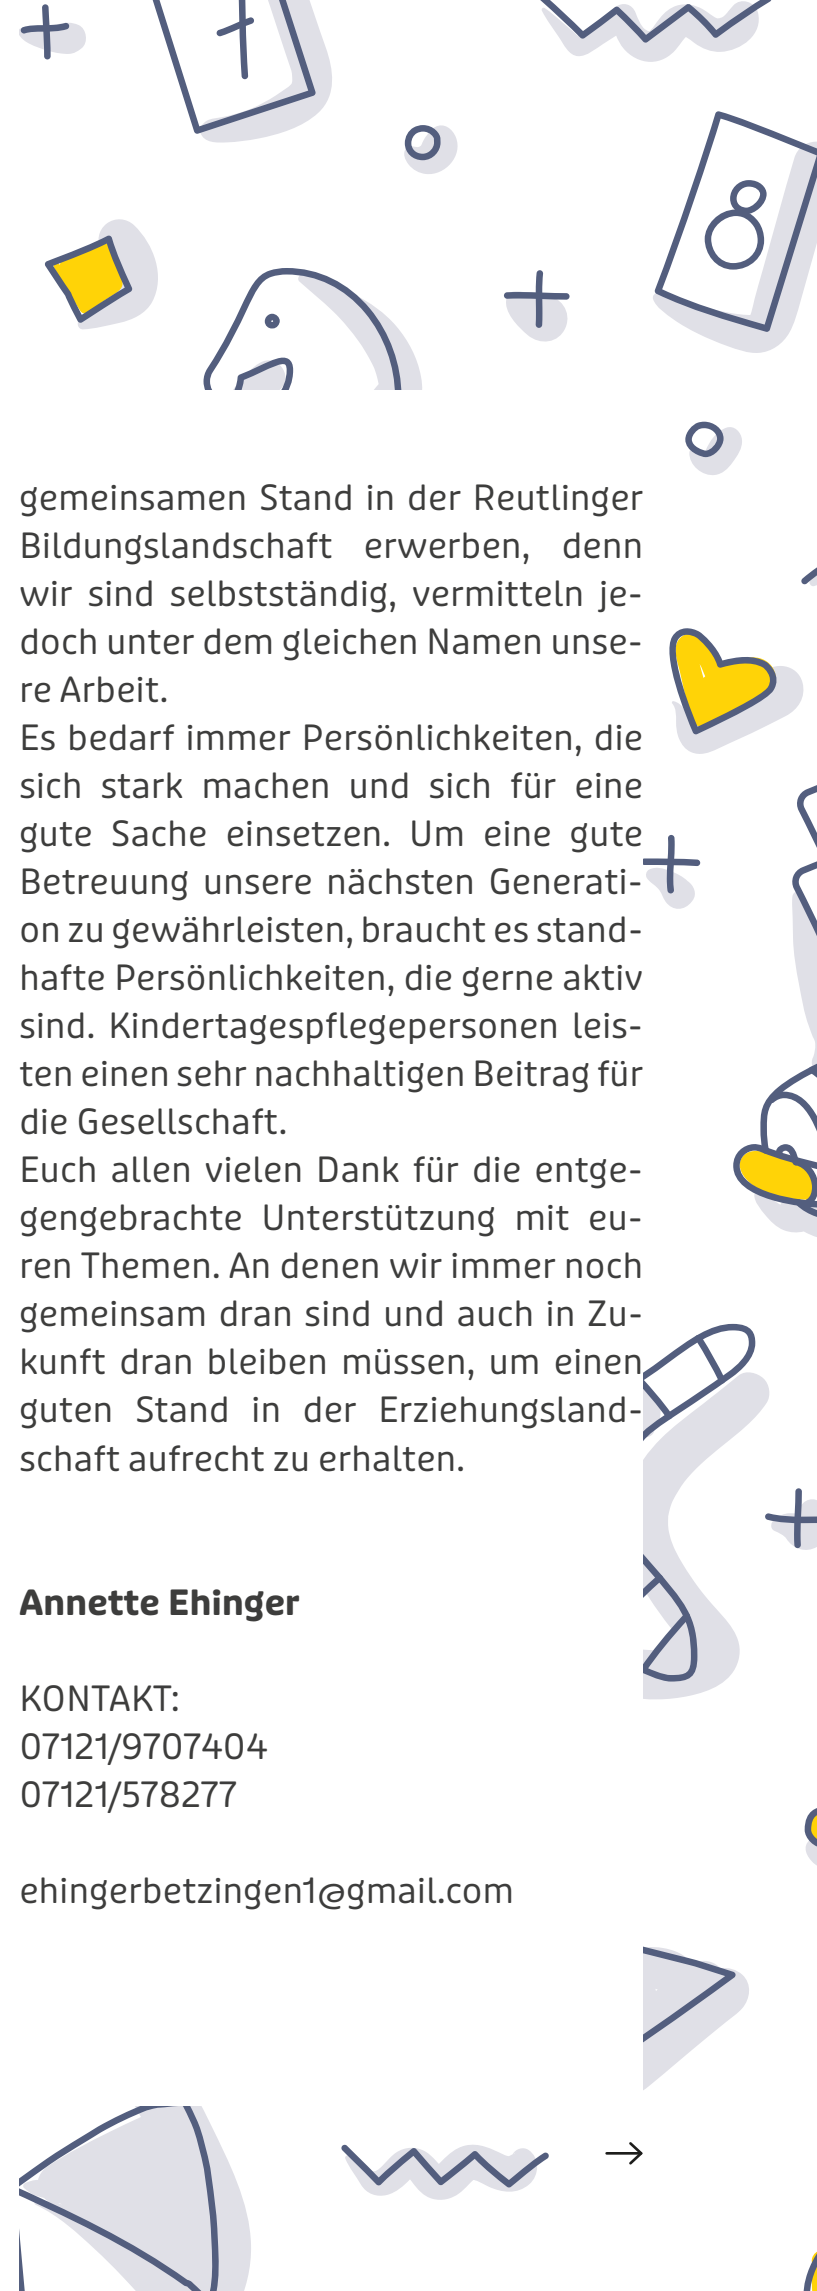 7
8
gemeinsamen Stand in der Reutlinger
Bildungslandschaft erwerben, denn
wir sind selbstständig, vermitteln je-
doch unter dem gleichen Namen unse-
re Arbeit.
Es bedarf immer Persönlichkeiten, die
sich stark machen und sich für eine
gute Sache einsetzen. Um eine gute
Betreuung unsere nächsten Generati-
on zu gewährleisten, braucht es stand-
hafte Persönlichkeiten, die gerne aktiv
sind. Kindertagespflegepersonen leis-
ten einen sehr nachhaltigen Beitrag für
die Gesellschaft.
Euch allen vielen Dank für die entge-
gengebrachte Unterstützung mit eu-
ren Themen. An denen wir immer noch
gemeinsam dran sind und auch in Zu-
kunft dran bleiben müssen, um einen
guten Stand in der Erziehungsland-
schaft aufrecht zu erhalten.
Annette Ehinger
KONTAKT:
07121/9707404
07121/578277
ehingerbetzingen1@gmail.com
→